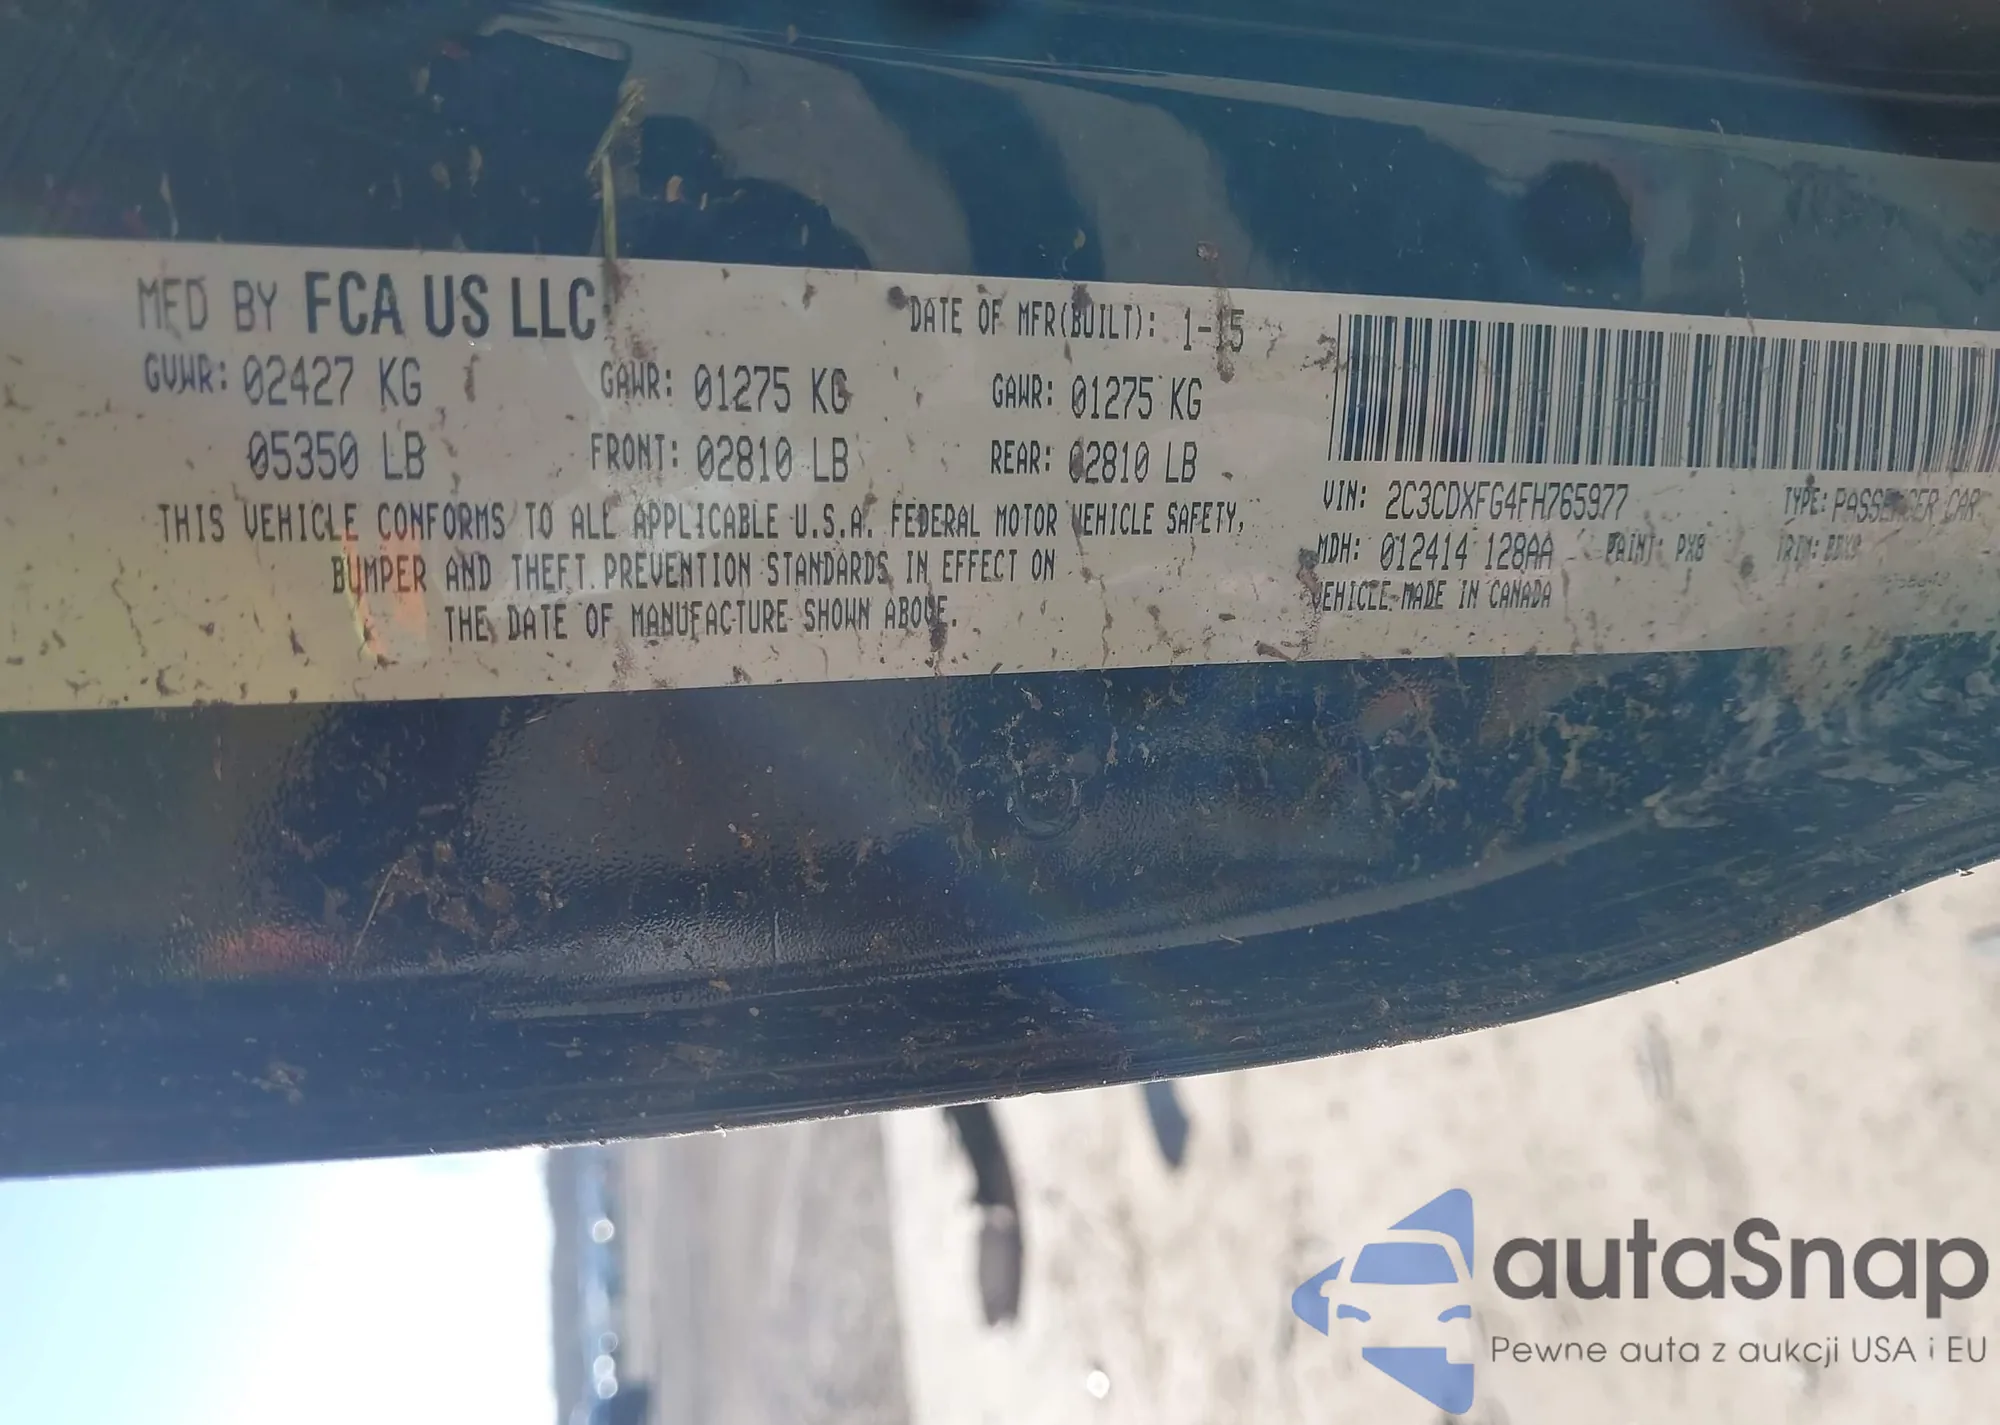 MFD BY FCA US LLC
DATE OF MFR(BUILT): 1-15
GVWR: 02427 KG
05350 LB
GAWR: 01275 KG
FRONT: 02810 LB
GAWR: 01275 KG
REAR: 02810 LB
THIS VEHICLE CONFORMS TO ALL APPLICABLE U.S.A. FEDERAL MOTOR VEHICLE SAFETY,
BUMPER AND THEFT PREVENTION STANDARDS IN EFFECT ON
THE DATE OF MANUFACTURE SHOWN ABOVE.
VIN: 2C3CDXFG4FH765977
TYPE: PASSENGER CAR
MDH: 012414 128AA
PAINT: PX8
TRIM:
VEHICLE MADE IN CANADA
autaSnap
Pewne auta z aukcji USA i EU